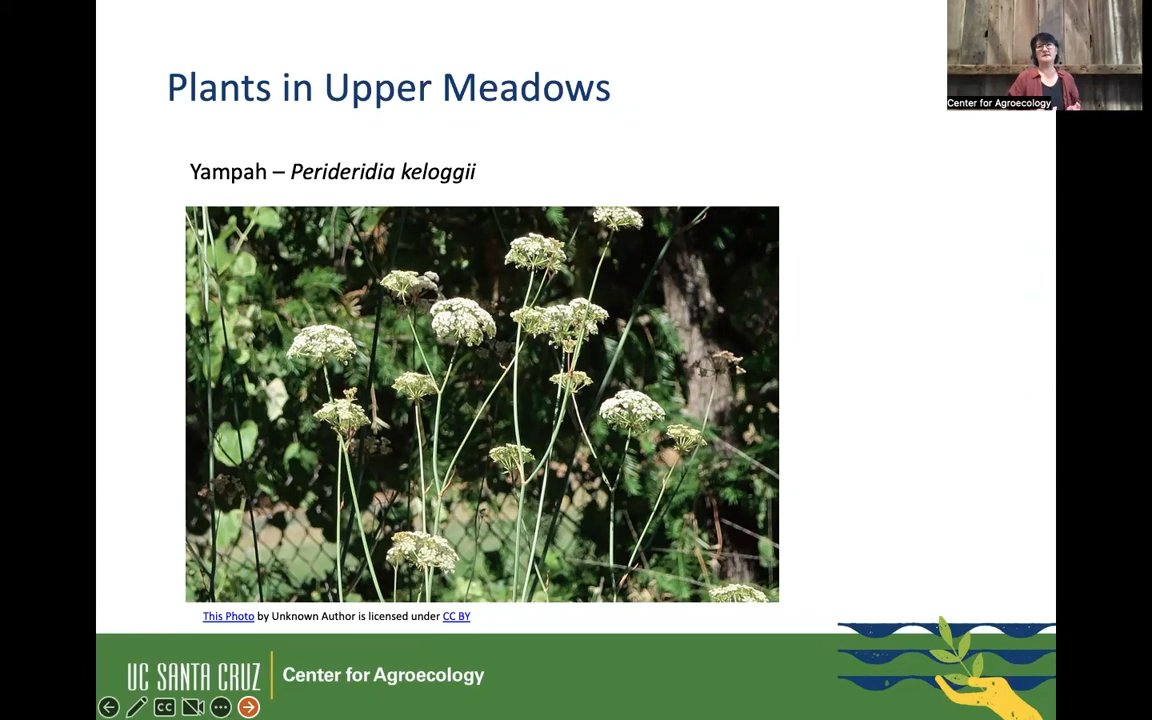 Plants in Upper Meadows
Center for Agroecology
Yampah – Perideridia keloggii
This Photo by Unknown Author is licensed under CC BY
UC SANTA CRUZ
Center for Agroecology
CC